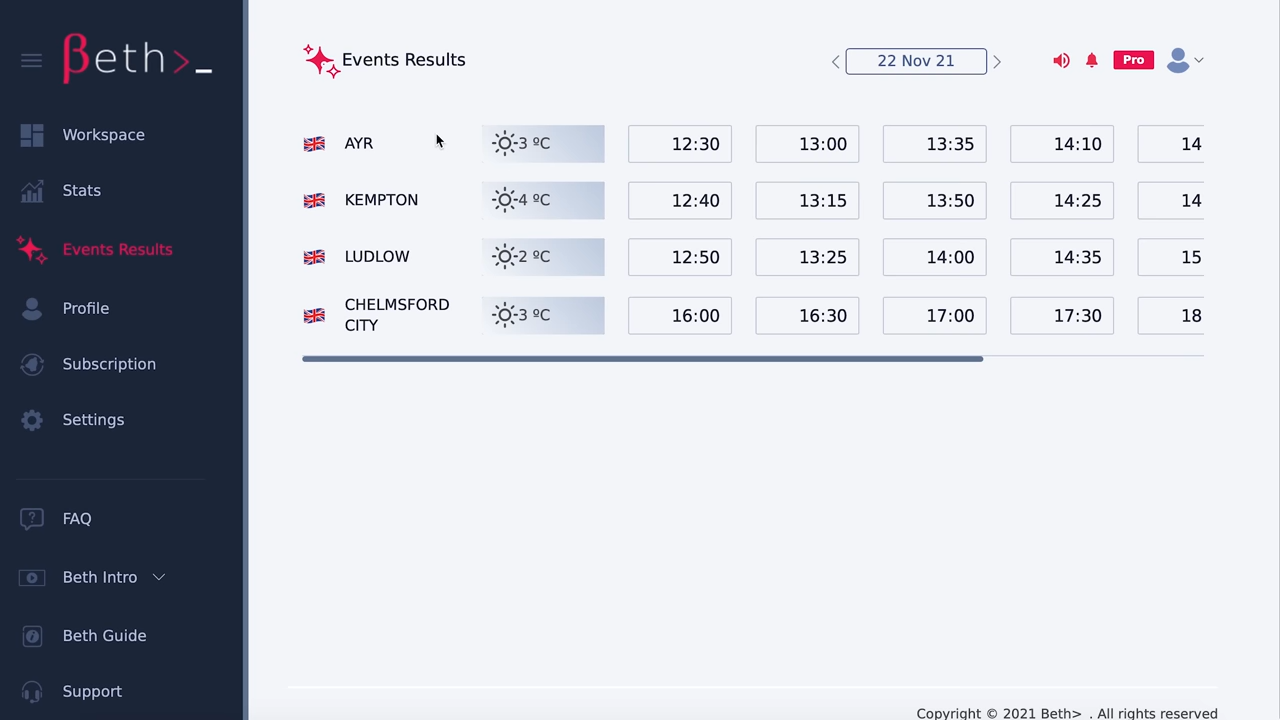 βeth>_
Workspace
Stats
Events Results
Profile
Subscription
Settings
FAQ
Beth Intro
Beth Guide
Support
Events Results
22 Nov 21
Pro
AYR
3 ºC
12:30
13:00
13:35
14:10
14
KEMPTON
4 ºC
12:40
13:15
13:50
14:25
14
LUDLOW
2 ºC
12:50
13:25
14:00
14:35
15
CHELMSFORD
CITY
3 ºC
16:00
16:30
17:00
17:30
18
Copyright © 2021 Beth>_. All rights reserved